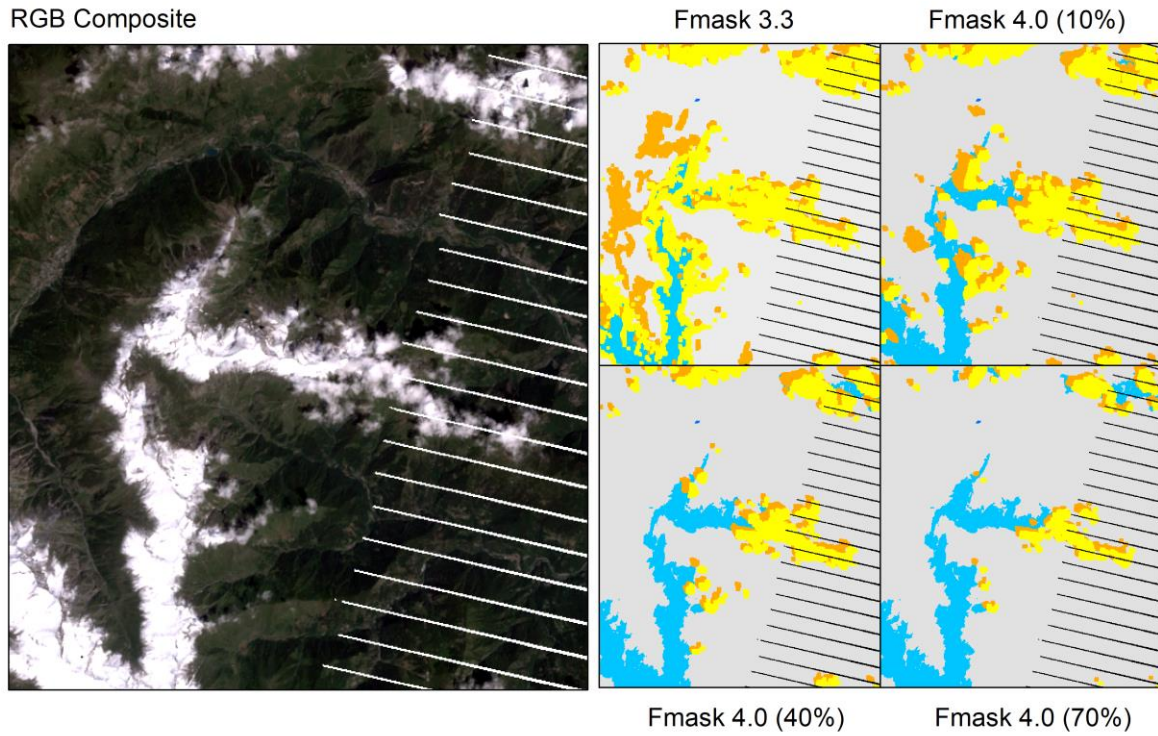 RGB Composite
Fmask 3.3
Fmask 4.0 (10%)
Fmask 4.0 (40%)
Fmask 4.0 (70%)